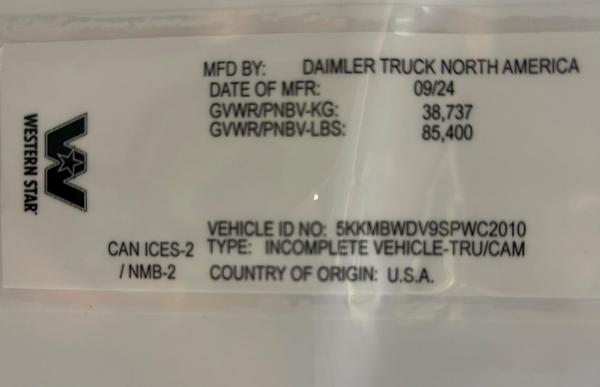 MFD BY: DAIMLER TRUCK NORTH AMERICA
DATE OF MFR: 09/24
GVWR/PNBV-KG: 38,737
GVWR/PNBV-LBS: 85,400
WESTERN STAR
VEHICLE ID NO: 5KKMBWDV9SPWC2010
CAN ICES-2 TYPE: INCOMPLETE VEHICLE-TRU/CAM
/ NMB-2 COUNTRY OF ORIGIN: U.S.A.